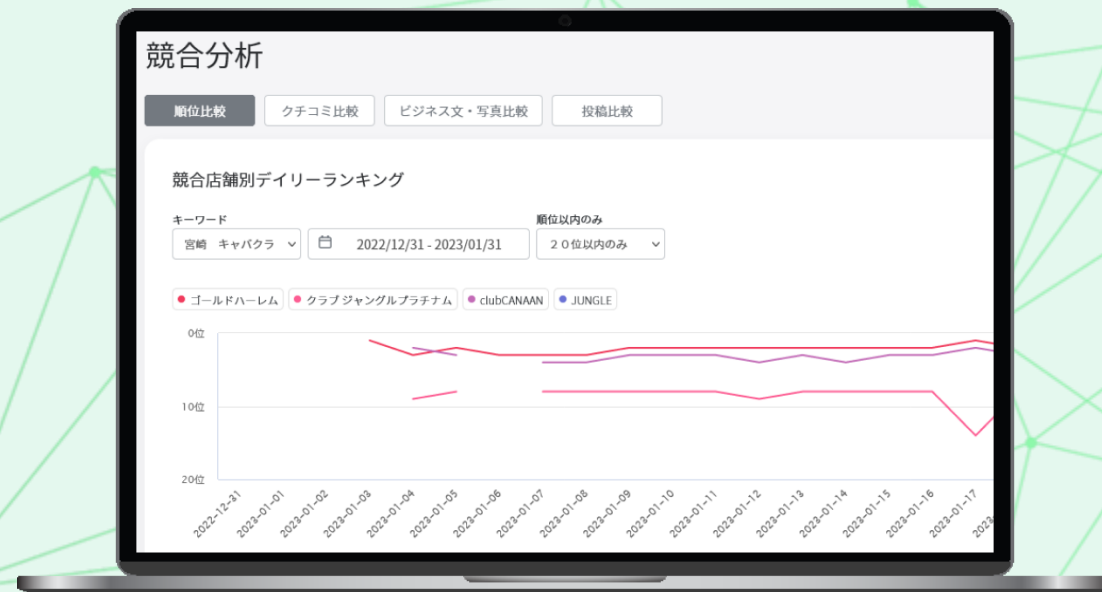 競合分析
順位比較 クチコミ比較 ビジネス文・写真比較 投稿比較
競合店舗別デイリーランキング
キーワード 順位以内のみ
宮崎 キャバクラ 2022/12/31 - 2023/01/31 20位以内のみ
ゴールドハーレム クラブ ジャングルプラチナム clubCANAAN JUNGLE
0位
10位
20位
2022-12-31 2023-01-01 2023-01-02 2023-01-03 2023-01-04 2023-01-05 2023-01-06 2023-01-07 2023-01-08 2023-01-09 2023-01-10 2023-01-11 2023-01-12 2023-01-13 2023-01-14 2023-01-15 2023-01-16 2023-01-17 2023